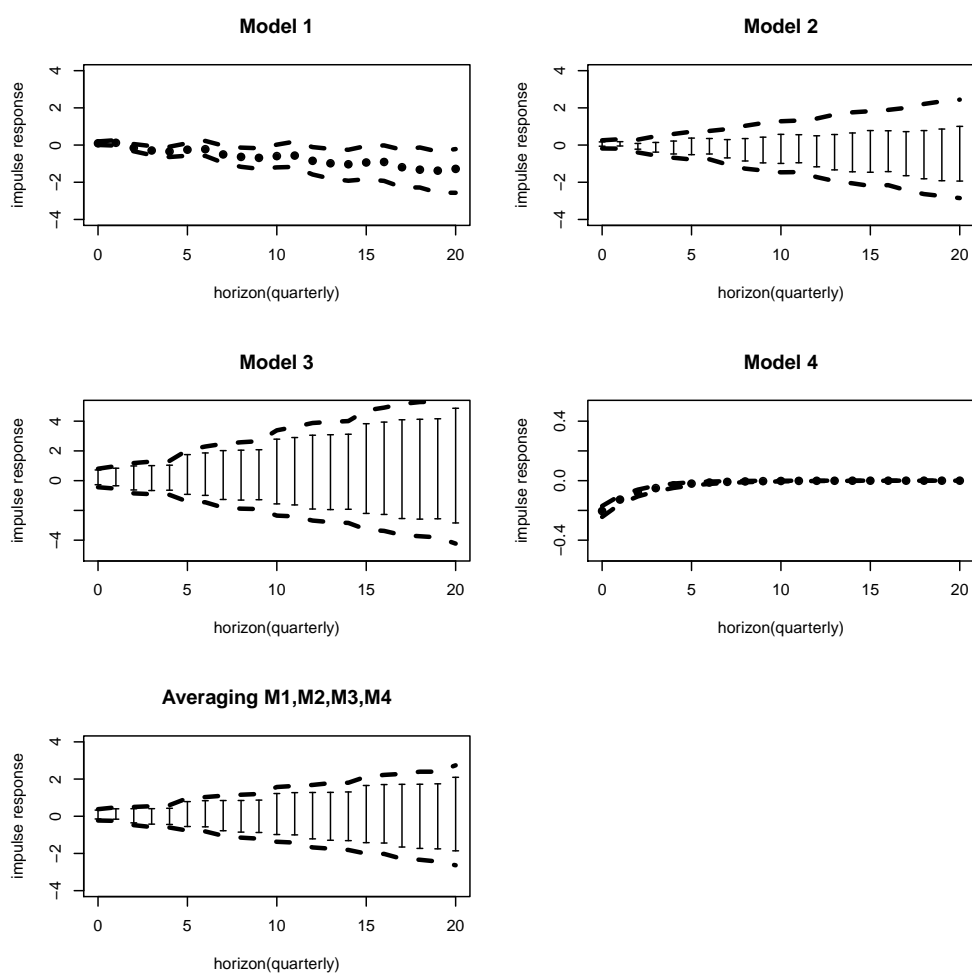 Model 1
4
2
0
−2
−4
impulse response
0 5 10 15 20
horizon(quarterly)
Model 2
4
2
0
−2
−4
impulse response
0 5 10 15 20
horizon(quarterly)
Model 3
4
2
0
−4
impulse response
0 5 10 15 20
horizon(quarterly)
Model 4
0.4
0.0
−0.4
impulse response
0 5 10 15 20
horizon(quarterly)
Averaging M1,M2,M3,M4
4
2
0
−2
−4
impulse response
0 5 10 15 20
horizon(quarterly)